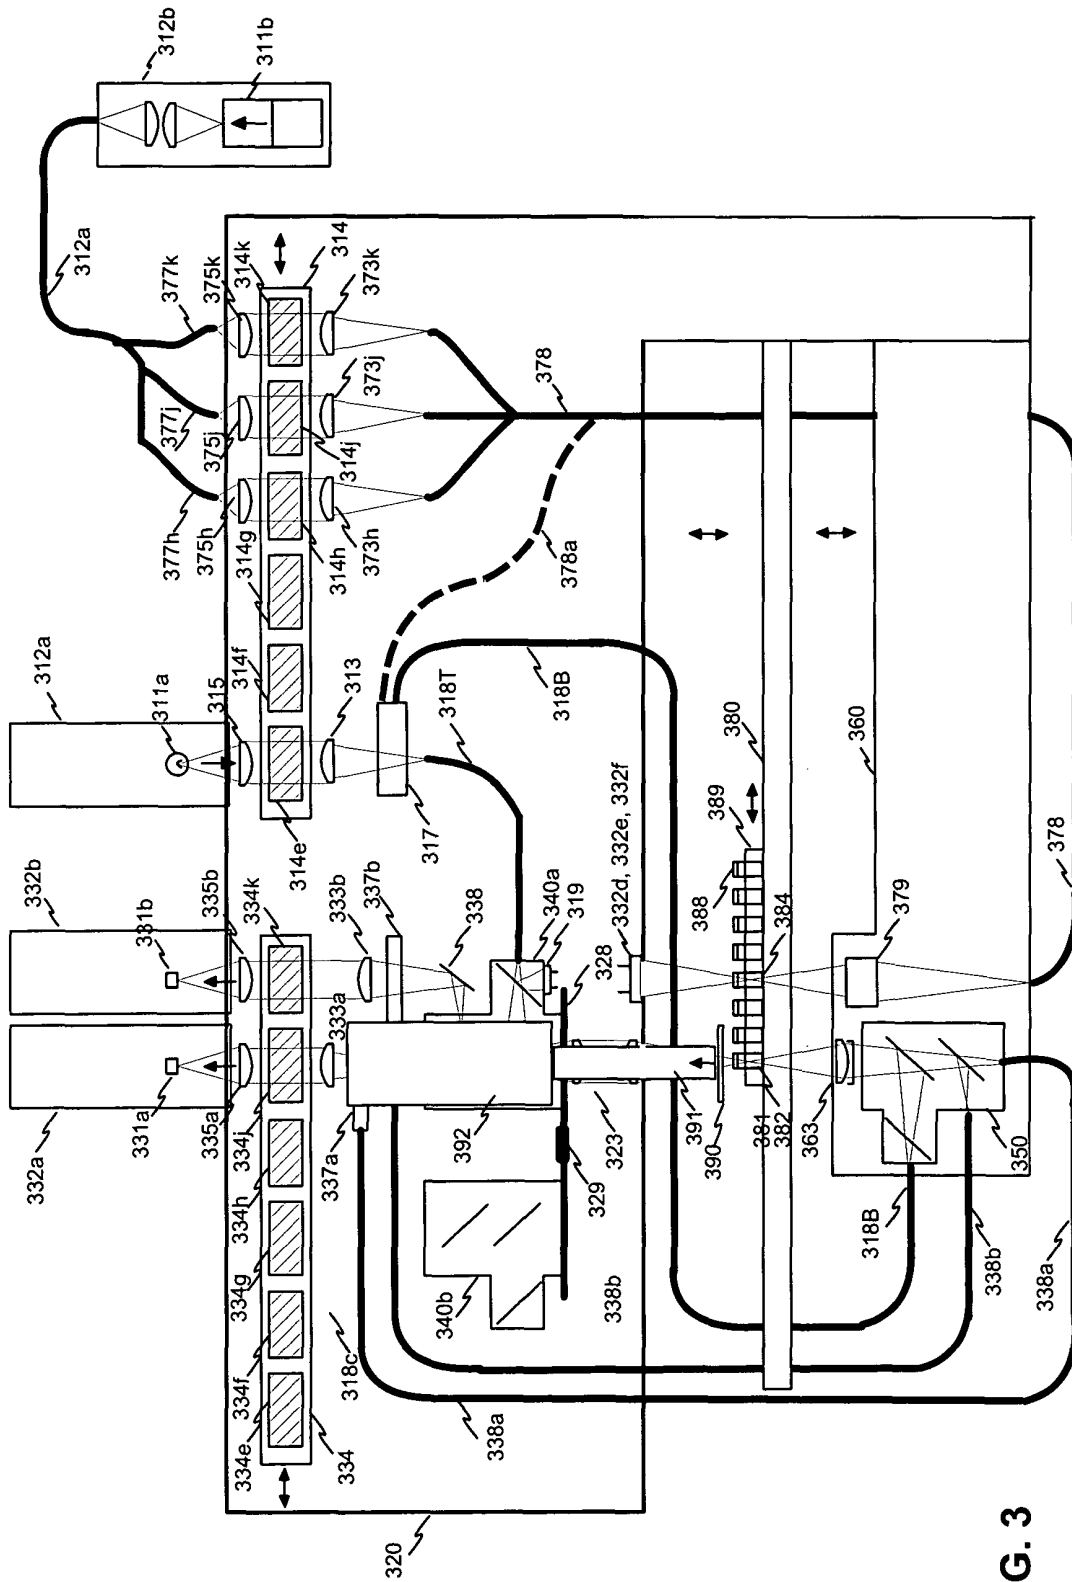 312b
311b
312a
377k
375k
314k
314
373k
377j
375j
373j
314j
378
377h
375h
314g
314h
373h
378a
312a
311a
315
314f
313
318T
318B
314e
317
332b
331b
335b
334k
333b
337b
338
340a
319
332d, 332e, 332f
328
380
360
389
388
384
379
378
332a
331a
335a
334j
333a
337a
392
323
391
390
381
382
363
350
334h
334g
334f
334e
334
318c
340b
329
338b
318B
338b
338a
338a
320
G. 3